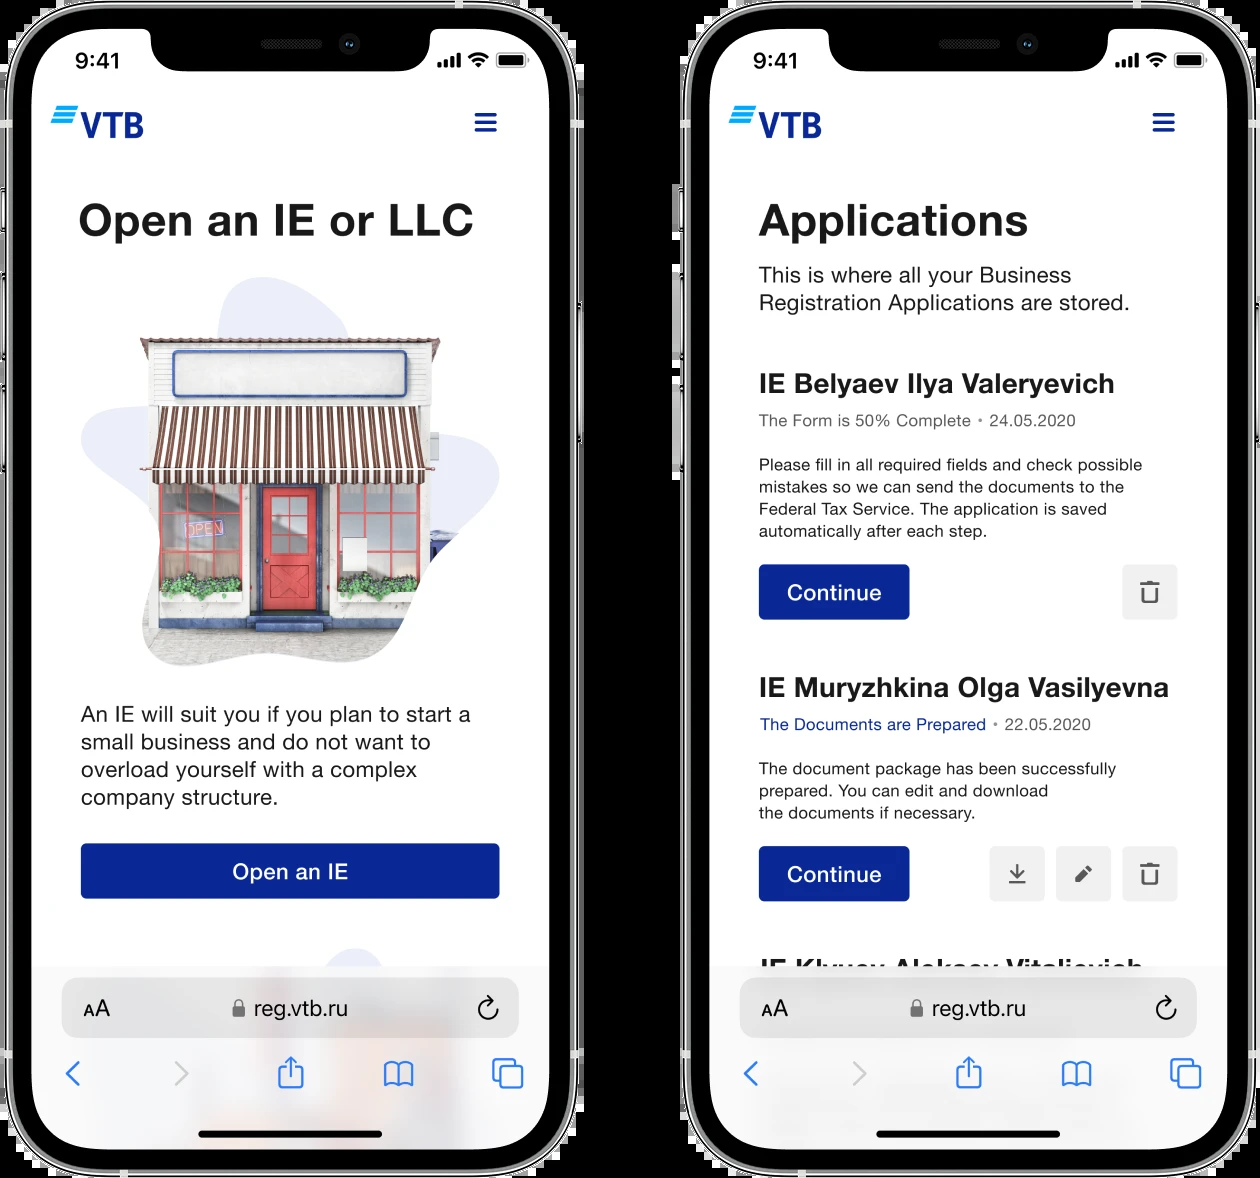 9:41
VTB
Open an IE or LLC
OPEN
An IE will suit you if you plan to start a
small business and do not want to
overload yourself with a complex
company structure.
Open an IE
AA
reg.vtb.ru
9:41
VTB
Applications
This is where all your Business
Registration Applications are stored.
IE Belyaev Ilya Valeryevich
The Form is 50% Complete • 24.05.2020
Please fill in all required fields and check possible
mistakes so we can send the documents to the
Federal Tax Service. The application is saved
automatically after each step.
Continue
IE Muryzhkina Olga Vasilyevna
The Documents are Prepared • 22.05.2020
The document package has been successfully
prepared. You can edit and download
the documents if necessary.
Continue
IE Klyuev Aleksey Vitalievich
AA
reg.vtb.ru